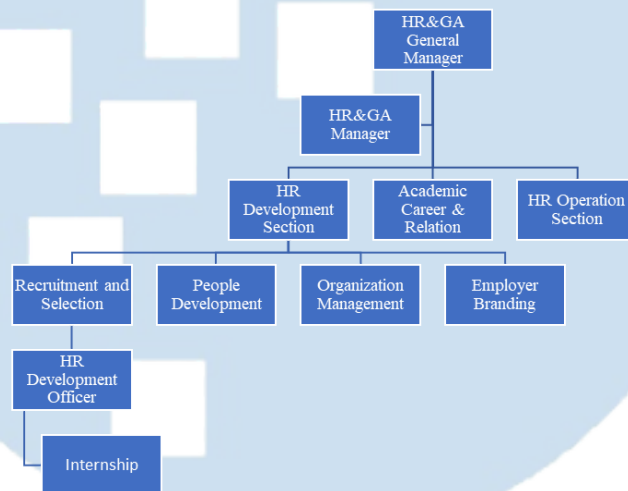 HR&GA
General
Manager
HR&GA
Manager
HR
Development
Section
Academic
Career &
Relation
HR Operation
Section
Recruitment and
Selection
People
Development
Organization
Management
Employer
Branding
HR
Development
Officer
Internship